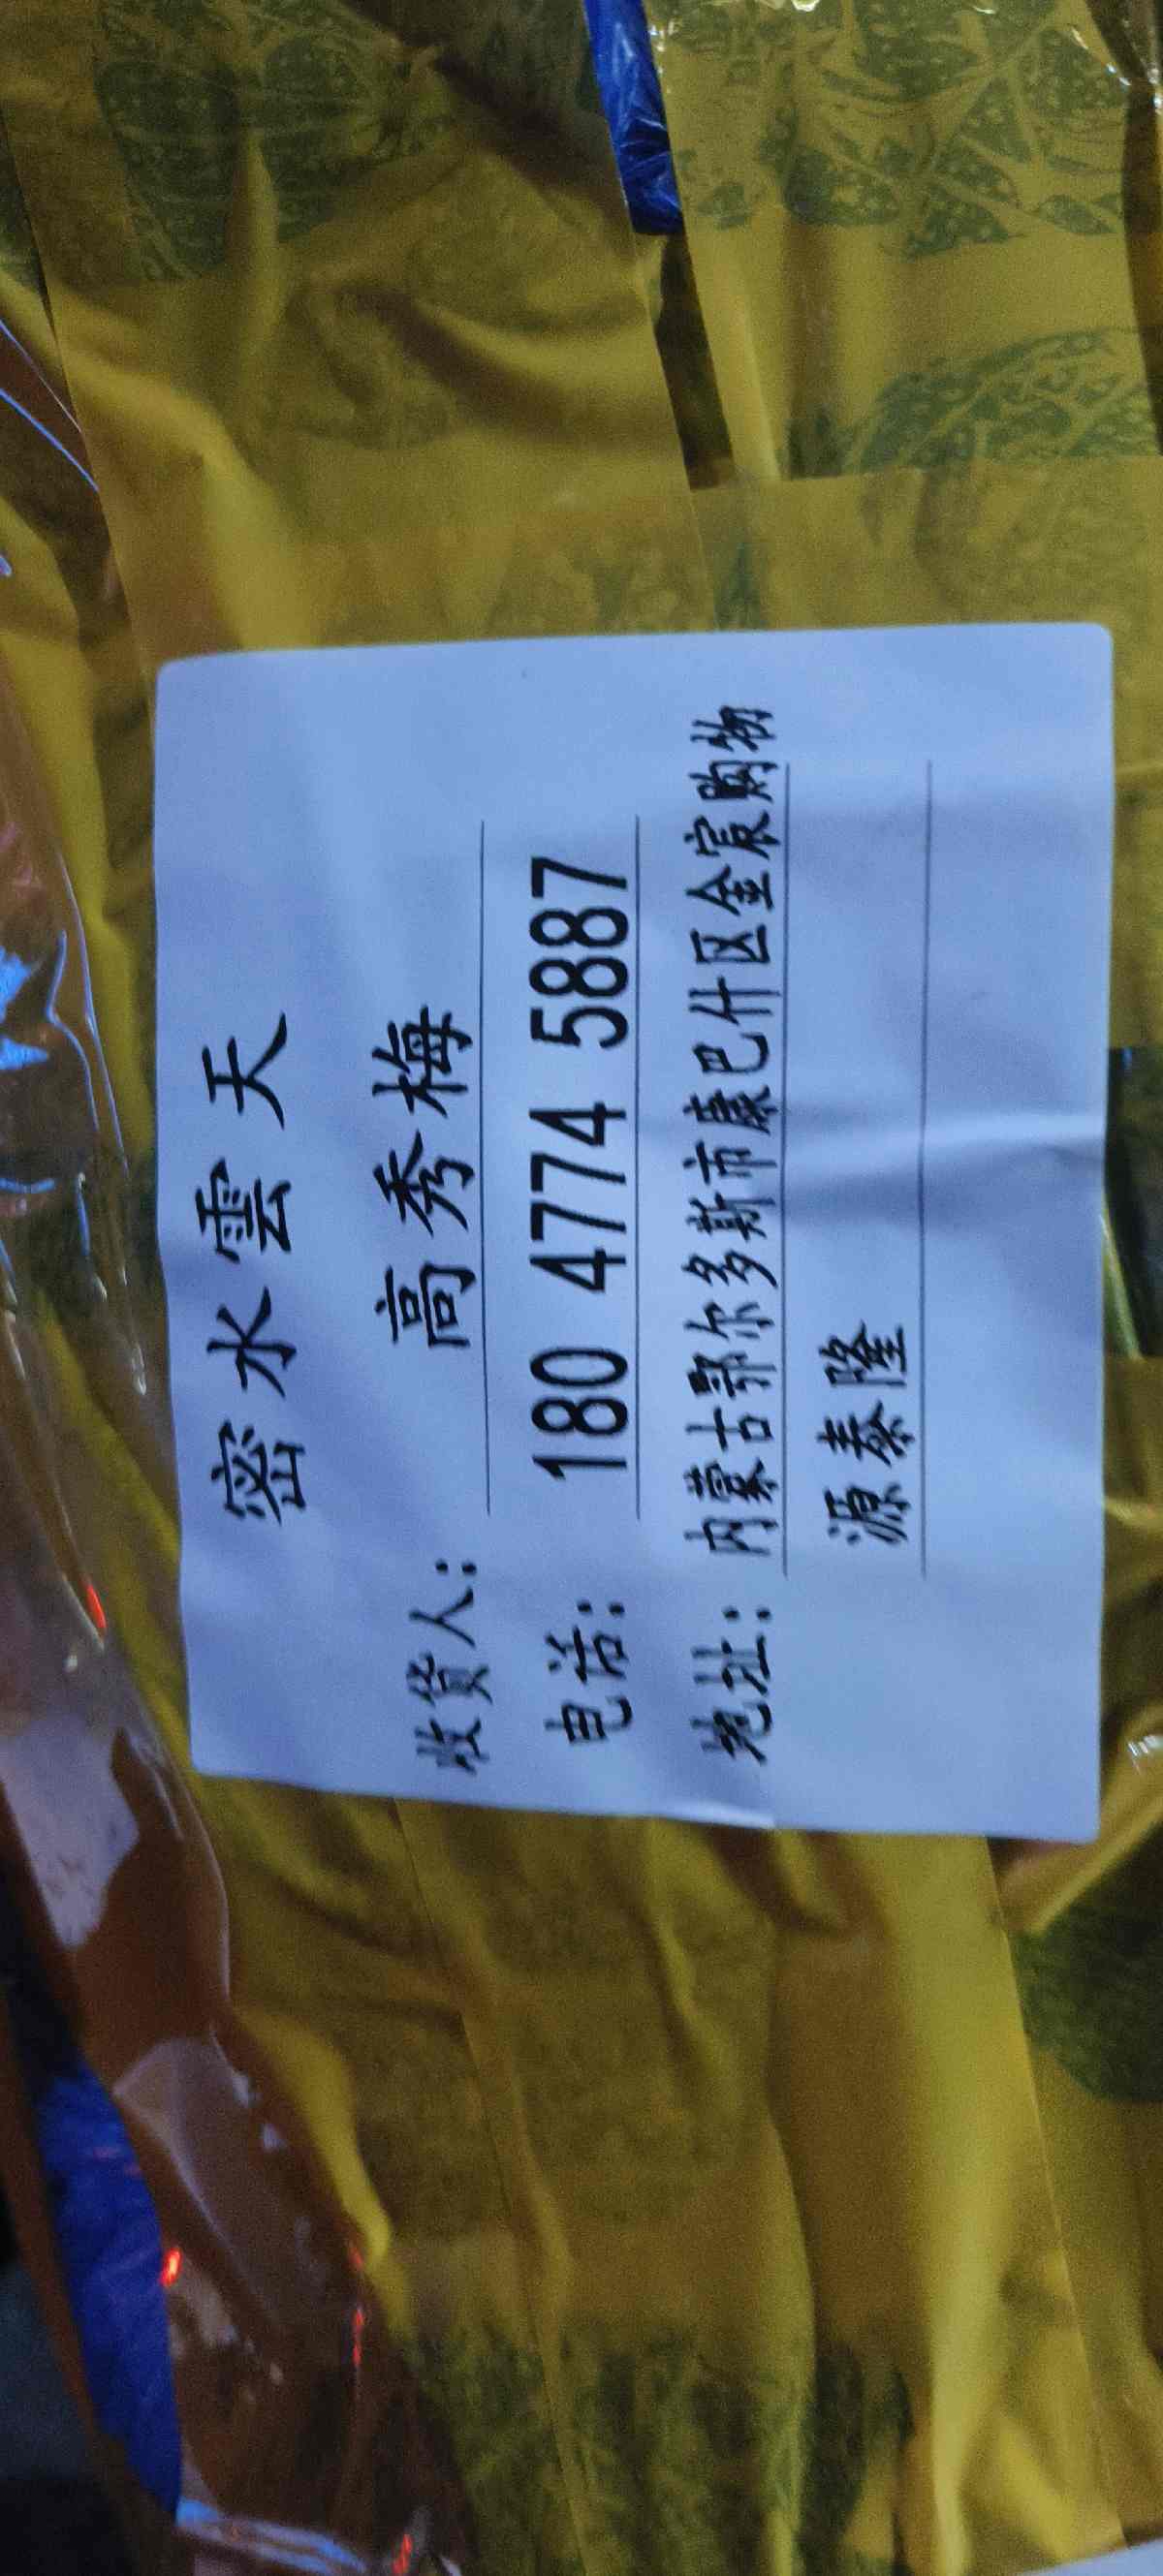 密水雲天
收货人：高秀梅
电话：180 4774 5887
地址：内蒙古鄂尔多斯市康巴什区金宸购物
源泰隆